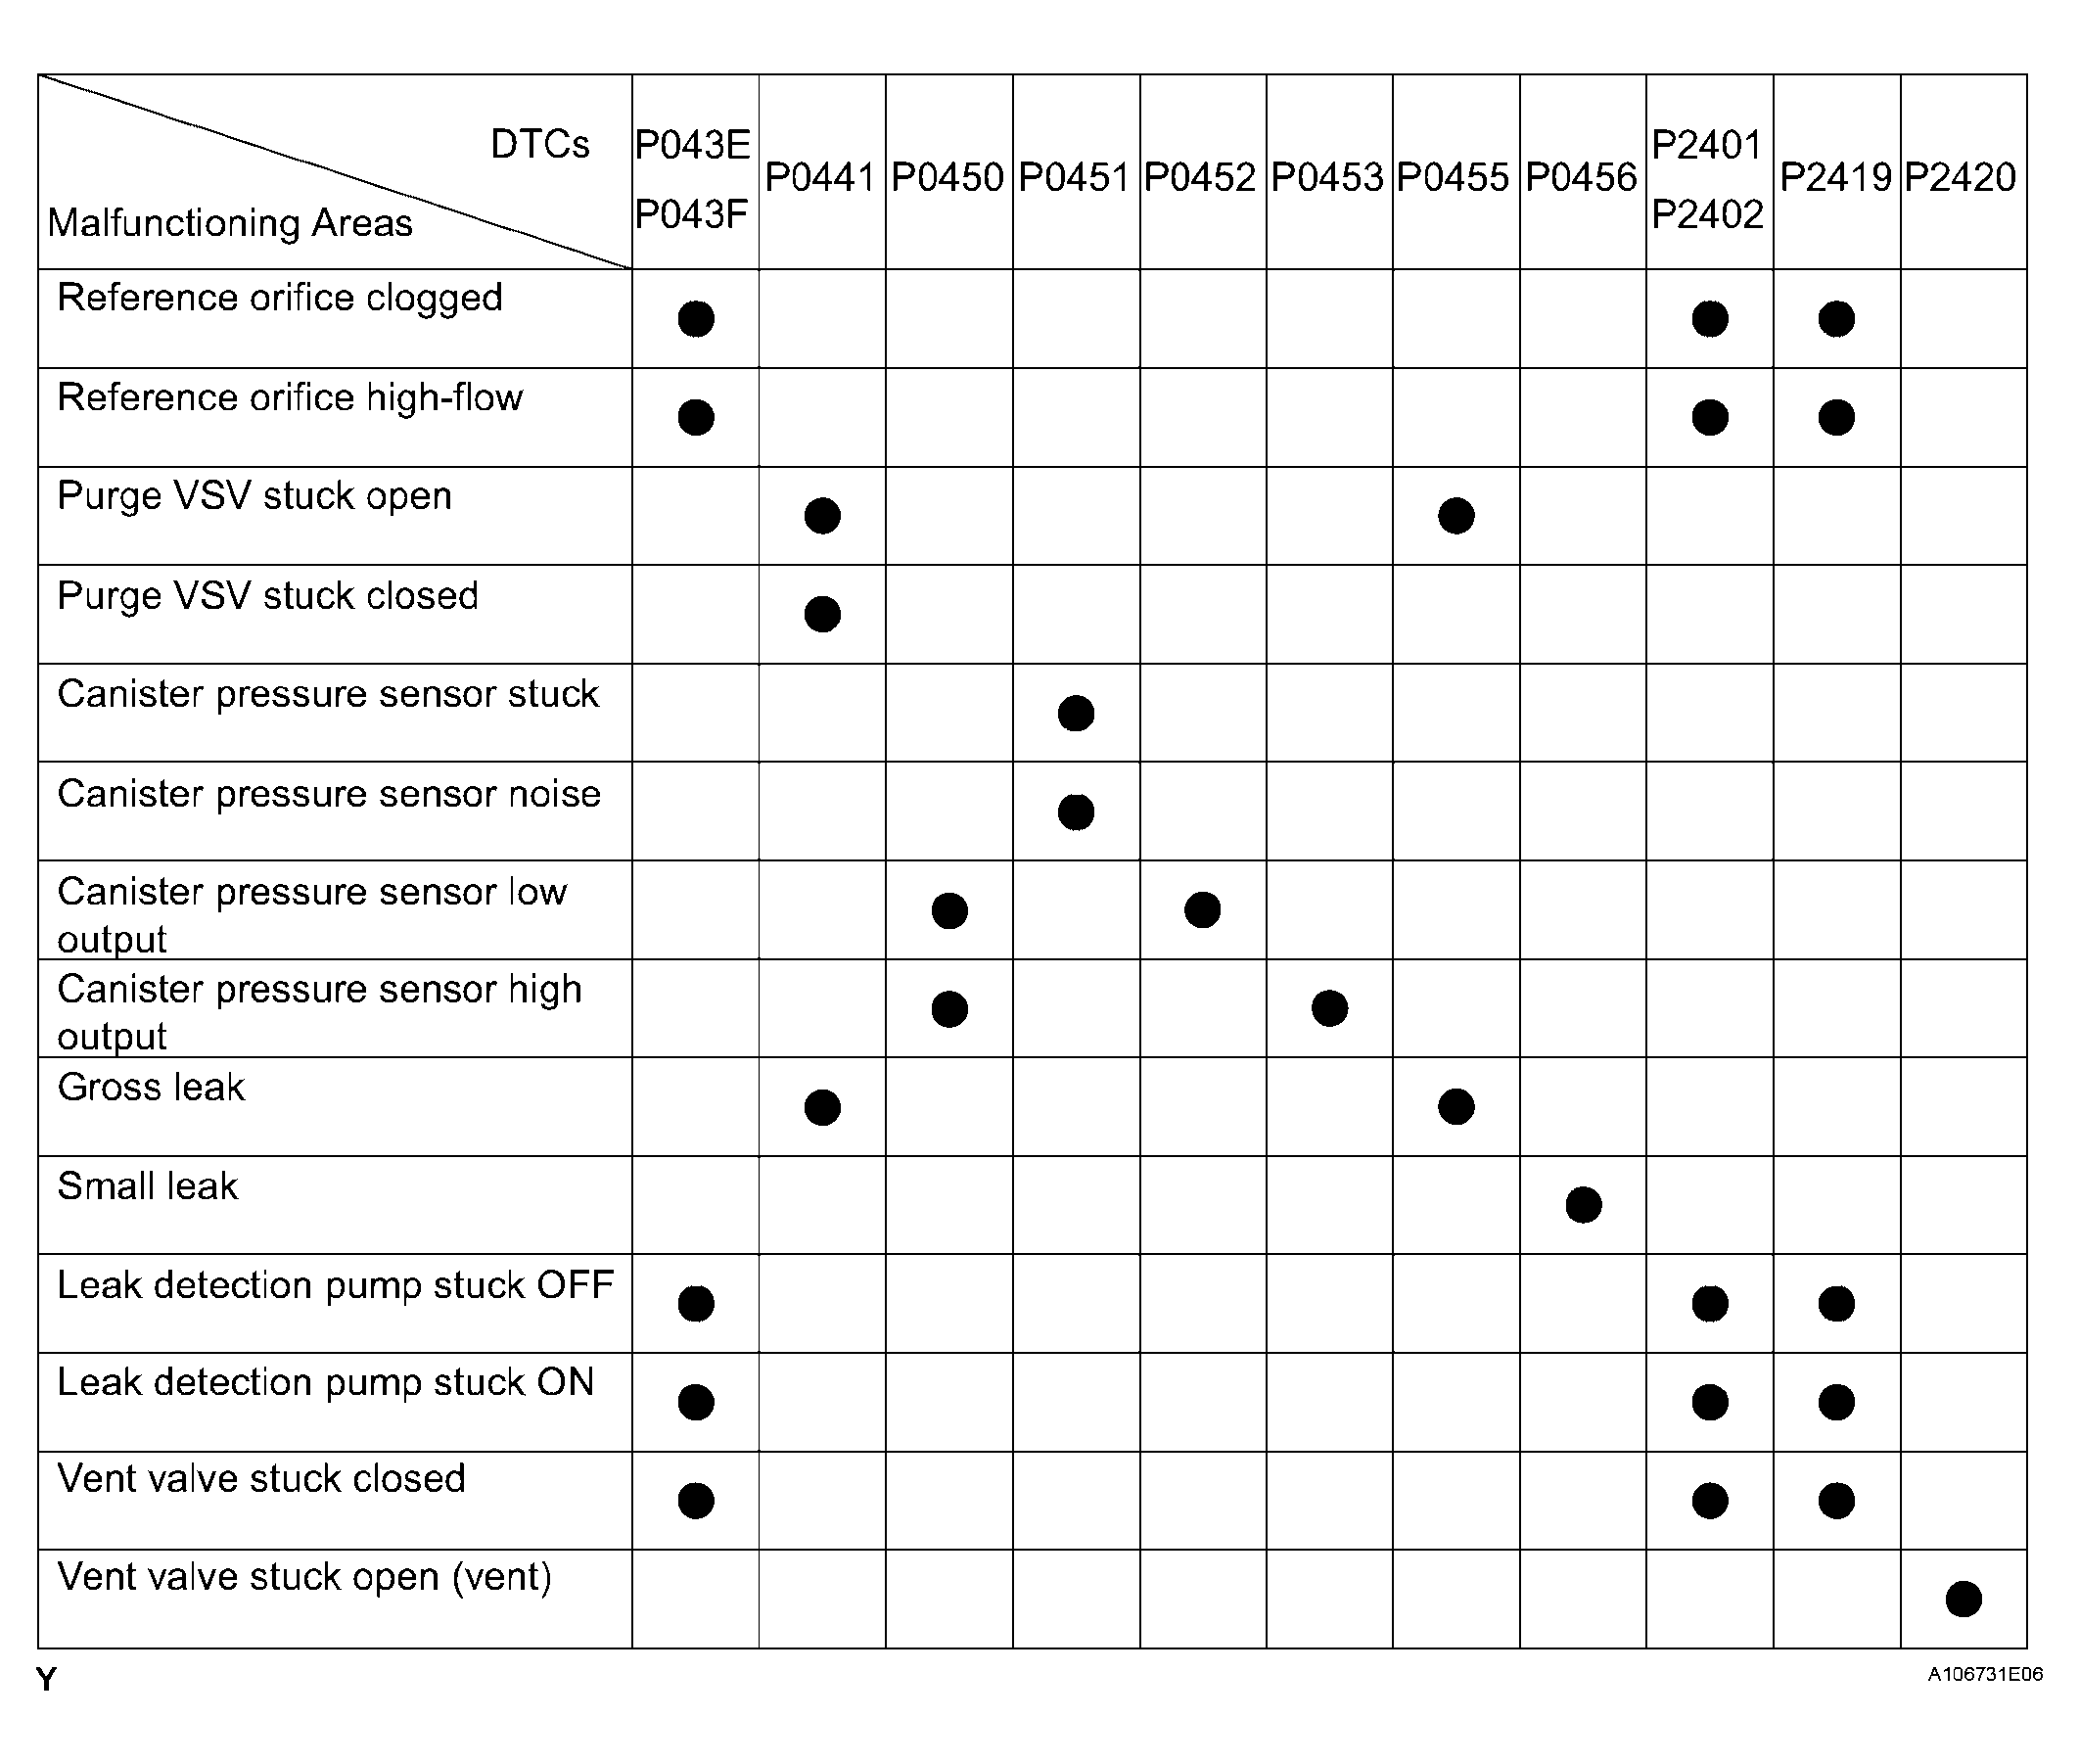 DTCs
Malfunctioning Areas
P043E
P043F
P0441
P0450
P0451
P0452
P0453
P0455
P0456
P2401
P2402
P2419
P2420
Reference orifice clogged
Reference orifice high-flow
Purge VSV stuck open
Purge VSV stuck closed
Canister pressure sensor stuck
Canister pressure sensor noise
Canister pressure sensor low
output
Canister pressure sensor high
output
Gross leak
Small leak
Leak detection pump stuck OFF
Leak detection pump stuck ON
Vent valve stuck closed
Vent valve stuck open (vent)
Y
A106731E06